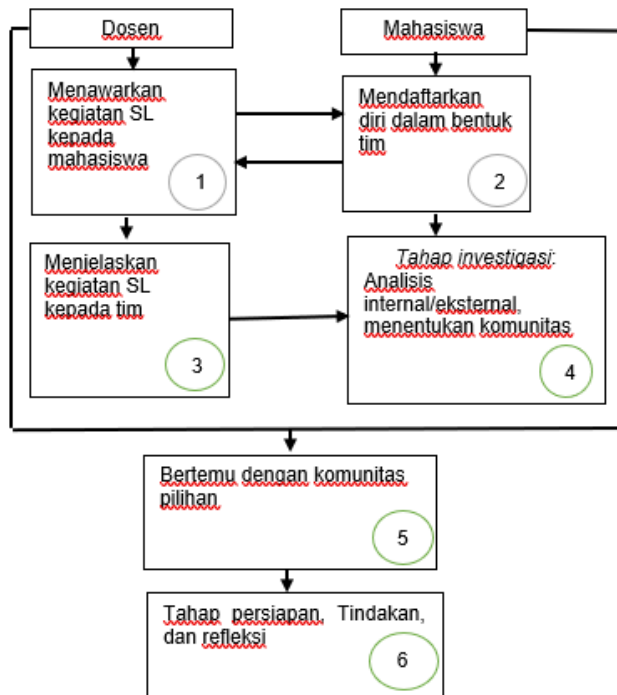 Dosen
Mahasiswa
Menawarkan
kegiatan SL
kepada
mahasiswa
1
Mendaftarkan
diri dalam bentuk
tim
2
Menjelaskan
kegiatan SL
kepada tim
3
Tahap investigasi:
Analisis
internal/eksternal,
menentukan komunitas
4
Bertemu dengan komunitas
pilihan
5
Tahap persiapan, Tindakan,
dan refleksi
6